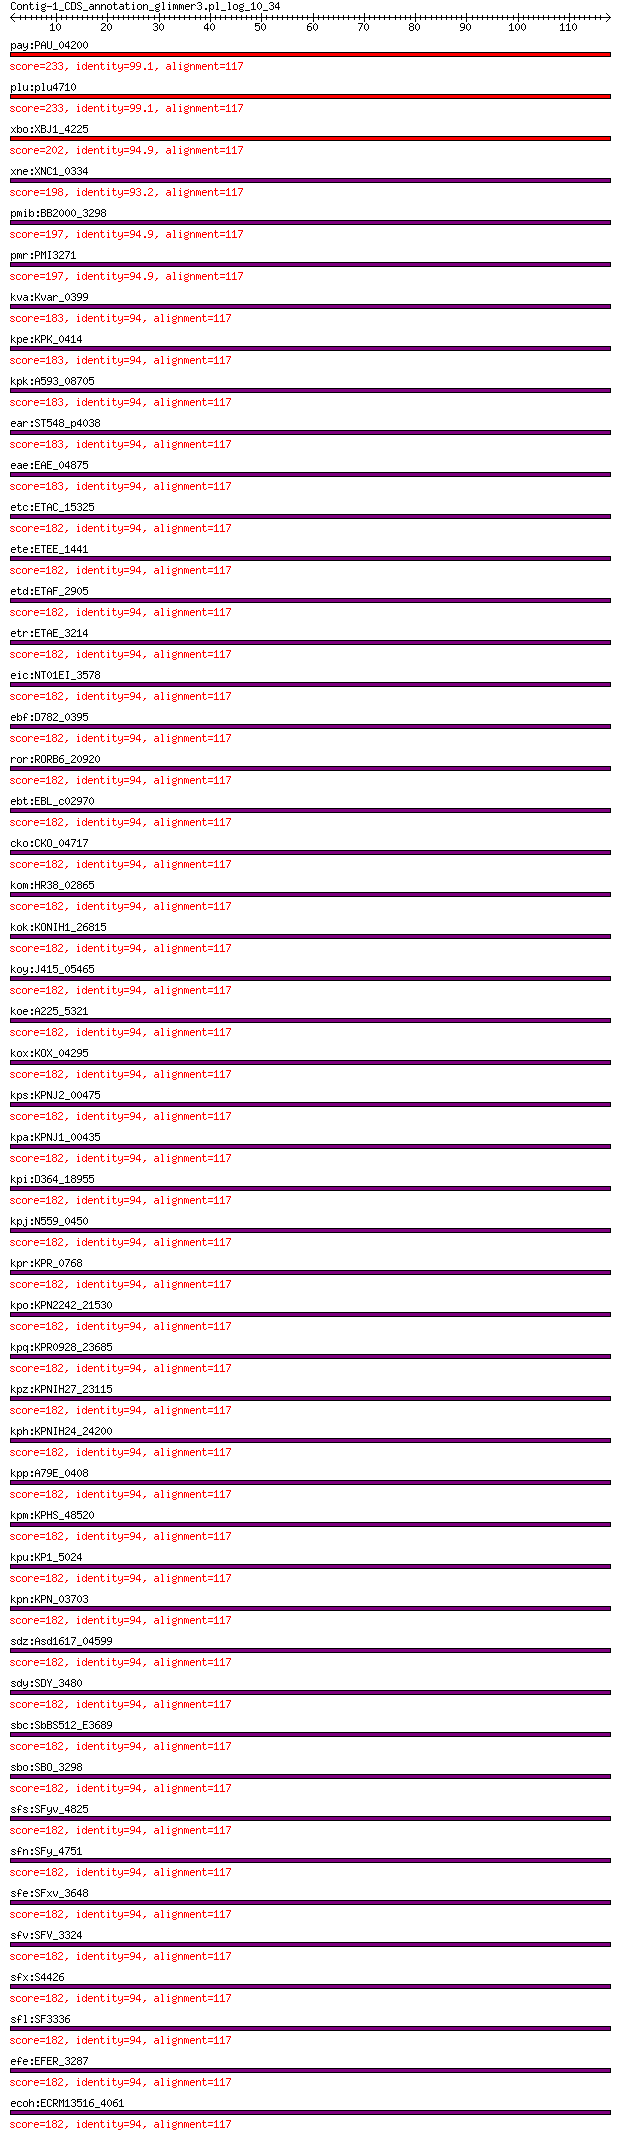 Contig-1_CDS_annotation_glimmer3.pl_log_10_34
10 20 30 40 50 60 70 80 90 100 110
pay:PAU_04200
score=233, identity=99.1, alignment=117
plu:plu4710
score=233, identity=99.1, alignment=117
xbo:XBJ1_4225
score=202, identity=94.9, alignment=117
xne:XNC1_0334
score=198, identity=93.2, alignment=117
pmib:BB2000_3298
score=197, identity=94.9, alignment=117
pmr:PMI3271
score=197, identity=94.9, alignment=117
kva:Kvar_0399
score=183, identity=94, alignment=117
kpe:KPK_0414
score=183, identity=94, alignment=117
kpk:A593_08705
score=183, identity=94, alignment=117
ear:ST548_p4038
score=183, identity=94, alignment=117
eae:EAE_04875
score=183, identity=94, alignment=117
etc:ETAC_15325
score=182, identity=94, alignment=117
ete:ETEE_1441
score=182, identity=94, alignment=117
etd:ETAF_2905
score=182, identity=94, alignment=117
etr:ETAE_3214
score=182, identity=94, alignment=117
eic:NT01EI_3578
score=182, identity=94, alignment=117
ebf:D782_0395
score=182, identity=94, alignment=117
ror:RORB6_20920
score=182, identity=94, alignment=117
ebt:EBL_c02970
score=182, identity=94, alignment=117
cko:CKO_04717
score=182, identity=94, alignment=117
kom:HR38_02865
score=182, identity=94, alignment=117
kok:KONIH1_26815
score=182, identity=94, alignment=117
koy:J415_05465
score=182, identity=94, alignment=117
koe:A225_5321
score=182, identity=94, alignment=117
kox:KOX_04295
score=182, identity=94, alignment=117
kps:KPNJ2_00475
score=182, identity=94, alignment=117
kpa:KPNJ1_00435
score=182, identity=94, alignment=117
kpi:D364_18955
score=182, identity=94, alignment=117
kpj:N559_0450
score=182, identity=94, alignment=117
kpr:KPR_0768
score=182, identity=94, alignment=117
kpo:KPN2242_21530
score=182, identity=94, alignment=117
kpq:KPR0928_23685
score=182, identity=94, alignment=117
kpz:KPNIH27_23115
score=182, identity=94, alignment=117
kph:KPNIH24_24200
score=182, identity=94, alignment=117
kpp:A79E_0408
score=182, identity=94, alignment=117
kpm:KPHS_48520
score=182, identity=94, alignment=117
kpu:KP1_5024
score=182, identity=94, alignment=117
kpn:KPN_03703
score=182, identity=94, alignment=117
sdz:Asd1617_04599
score=182, identity=94, alignment=117
sdy:SDY_3480
score=182, identity=94, alignment=117
sbc:SbBS512_E3689
score=182, identity=94, alignment=117
sbo:SBO_3298
score=182, identity=94, alignment=117
sfs:SFyv_4825
score=182, identity=94, alignment=117
sfn:SFy_4751
score=182, identity=94, alignment=117
sfe:SFxv_3648
score=182, identity=94, alignment=117
sfv:SFV_3324
score=182, identity=94, alignment=117
sfx:S4426
score=182, identity=94, alignment=117
sfl:SF3336
score=182, identity=94, alignment=117
efe:EFER_3287
score=182, identity=94, alignment=117
ecoh:ECRM13516_4061
score=182, identity=94, alignment=117